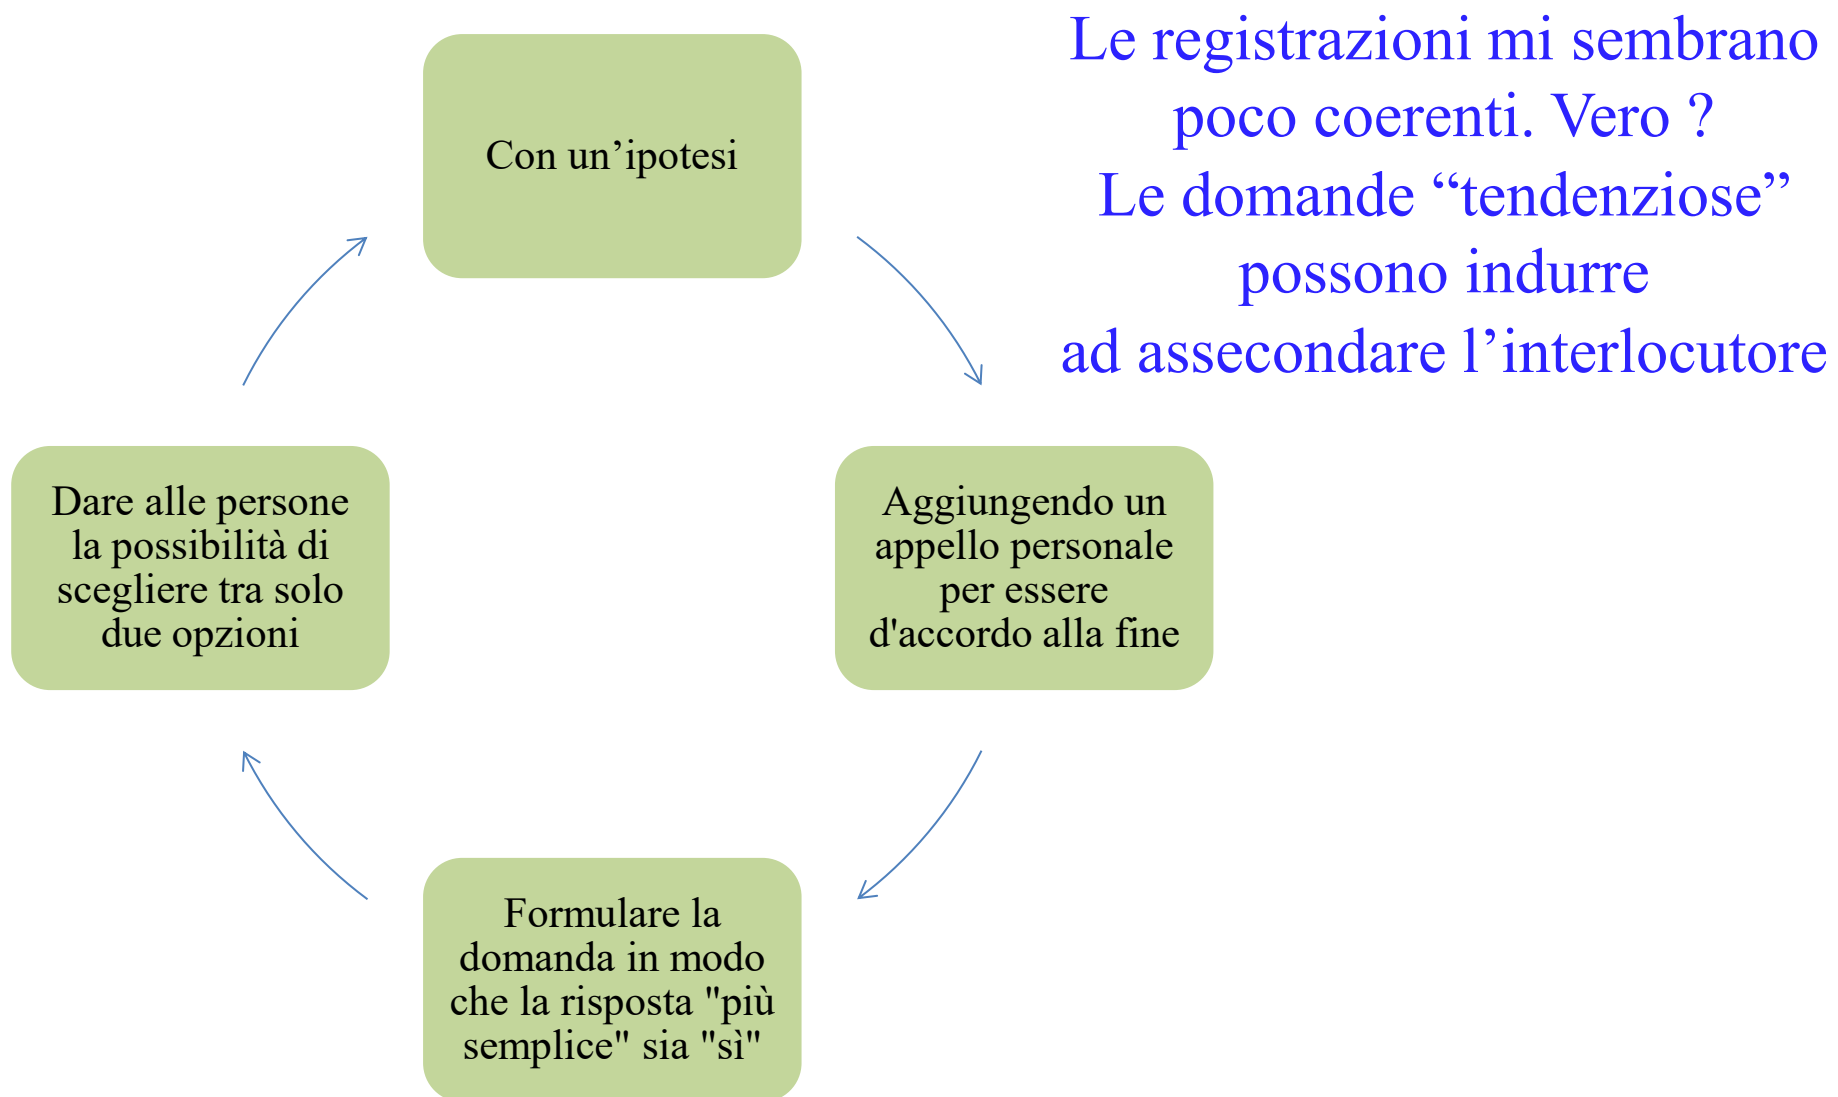 Le registrazioni mi sembrano
poco coerenti. Vero ?
Le domande “tendenziose”
possono indurre
ad assecondare l’interlocutore
Con un’ipotesi
Aggiungendo un
appello personale
per essere
d'accordo alla fine
Formulare la
domanda in modo
che la risposta "più
semplice" sia "sì"
Dare alle persone
la possibilità di
scegliere tra solo
due opzioni